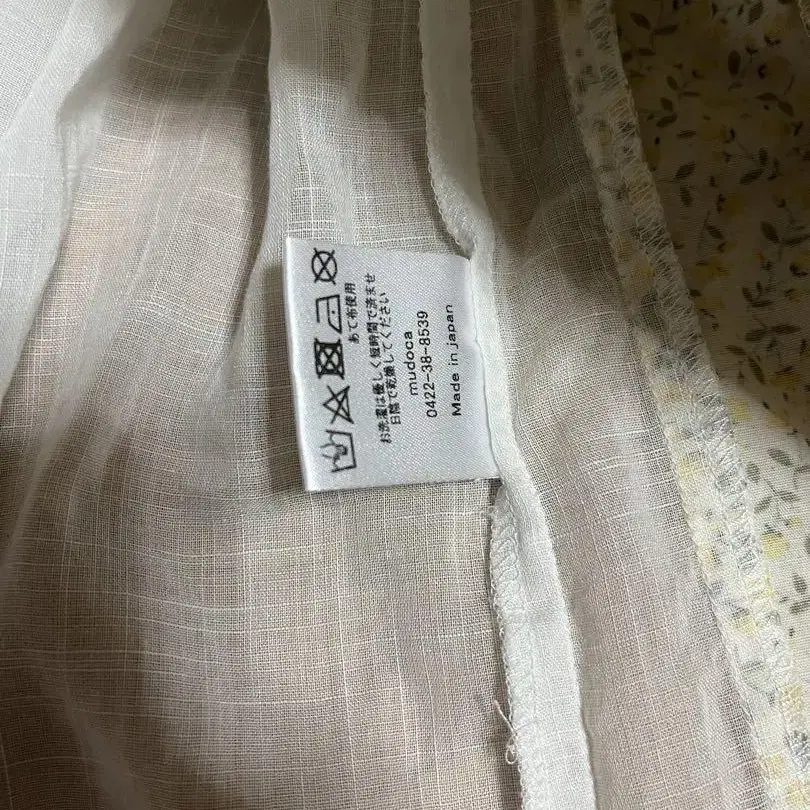 あて布使用
お洗濯は優しく短時間で済ませ
日陰で乾燥してください
mudoca
0422-38-8539
Made in japan